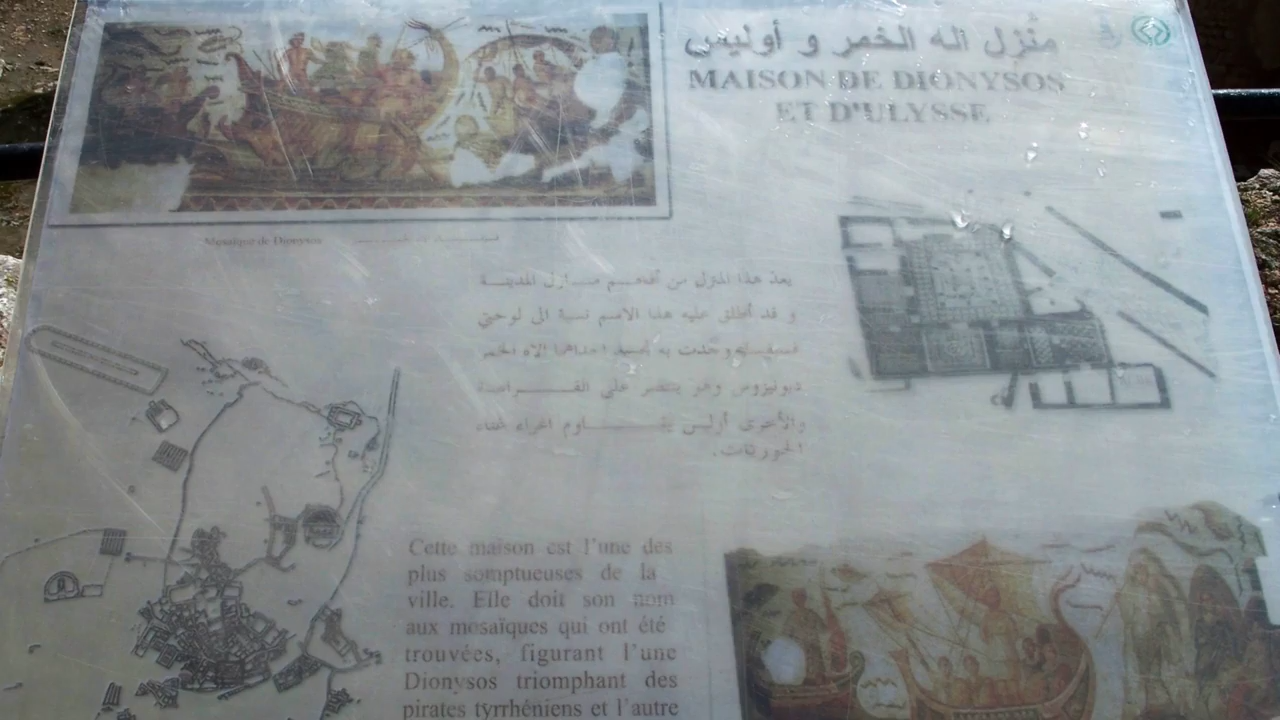 منزل اله الخمر و أوليس
MAISON DE DIONYSOS
ET D'ULYSSE
Mosaïque de Dionysos
يعد هذا المنزل من أفخم منازل المدينة
و قد أطلق عليه هذا الاسم نسبة الى لوحتي
فسيفساء وجدت به تجسد احداهما الاه الخمر
ديونيزوس وهو ينتصر على القراصنة
والأخرى أوليس يقاوم اغراء غناء
الحوريات.
Cette maison est l'une des
plus somptueuses de la
ville. Elle doit son nom
aux mosaïques qui ont été
trouvées, figurant l'une
Dionysos triomphant des
pirates tyrrhéniens et l'autre